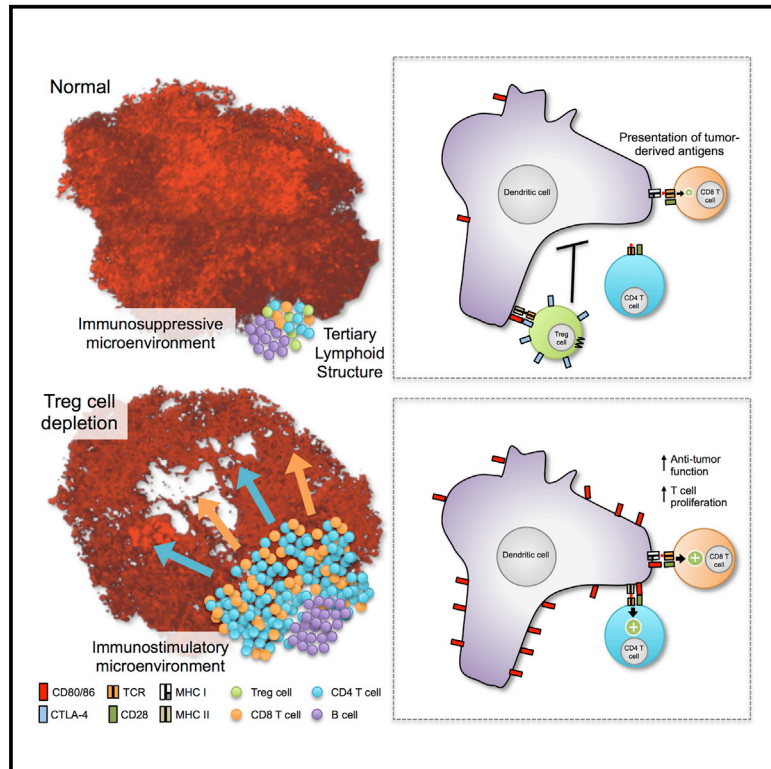 Normal
Immunosuppressive
microenvironment
Tertiary
Lymphoid
Structure
Presentation of tumor-
derived antigens
Dendritic cell
CD8 T
cell
CD4 T
cell
Treg
cell
Treg cell
depletion
Immunostimulatory
microenvironment
Anti-tumor
function
T cell
proliferation
Dendritic cell
CD8 T
cell
CD4 T
cell
CD80/86
TCR
MHC I
Treg cell
CD4 T cell
CTLA-4
CD28
MHC II
CD8 T cell
B cell